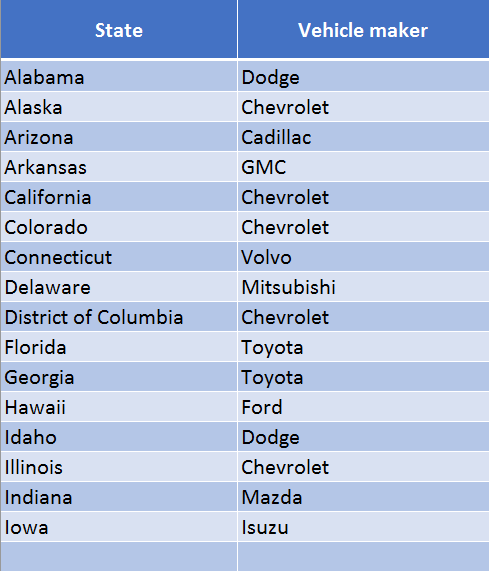 State Vehicle maker
Alabama Dodge
Alaska Chevrolet
Arizona Cadillac
Arkansas GMC
California Chevrolet
Colorado Chevrolet
Connecticut Volvo
Delaware Mitsubishi
District of Columbia Chevrolet
Florida Toyota
Georgia Toyota
Hawaii Ford
Idaho Dodge
Illinois Chevrolet
Indiana Mazda
Iowa Isuzu